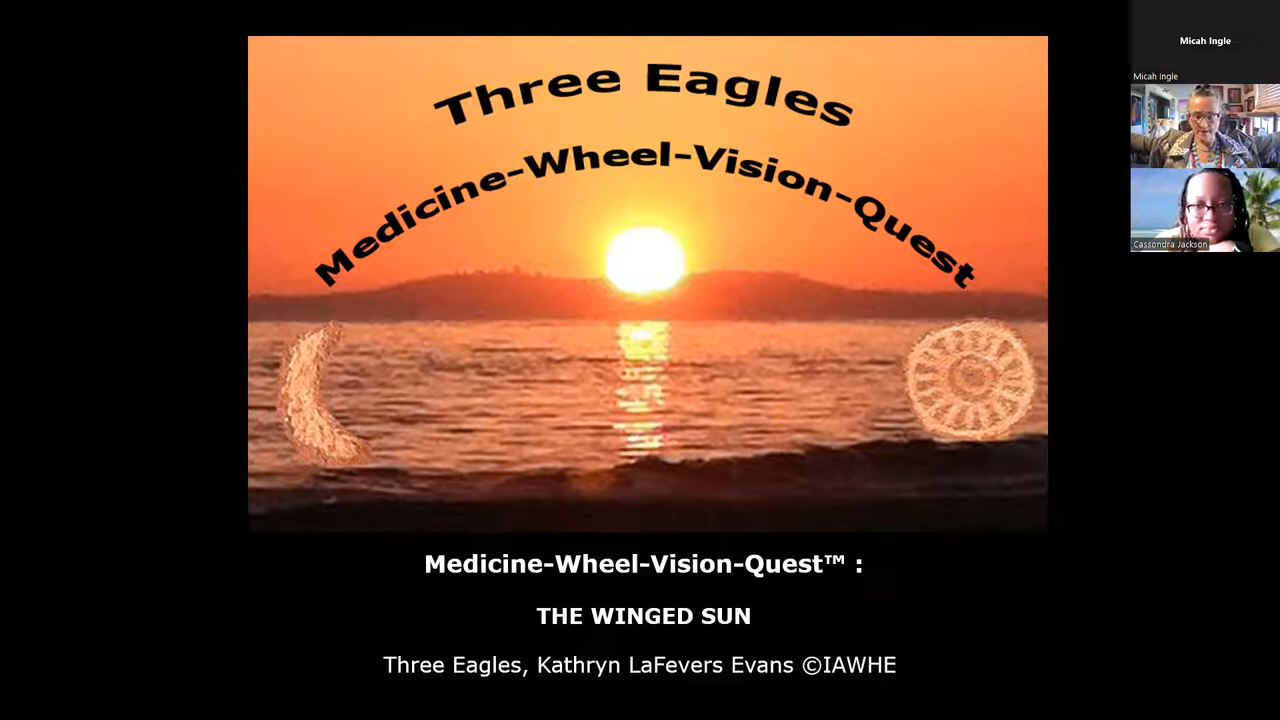 Three Eagles
Medicine-Wheel-Vision-Quest
Medicine-Wheel-Vision-Quest™ :
THE WINGED SUN
Three Eagles, Kathryn LaFevers Evans ©IAWHE
Micah Ingle
Micah Ingle
Cassondra Jackson